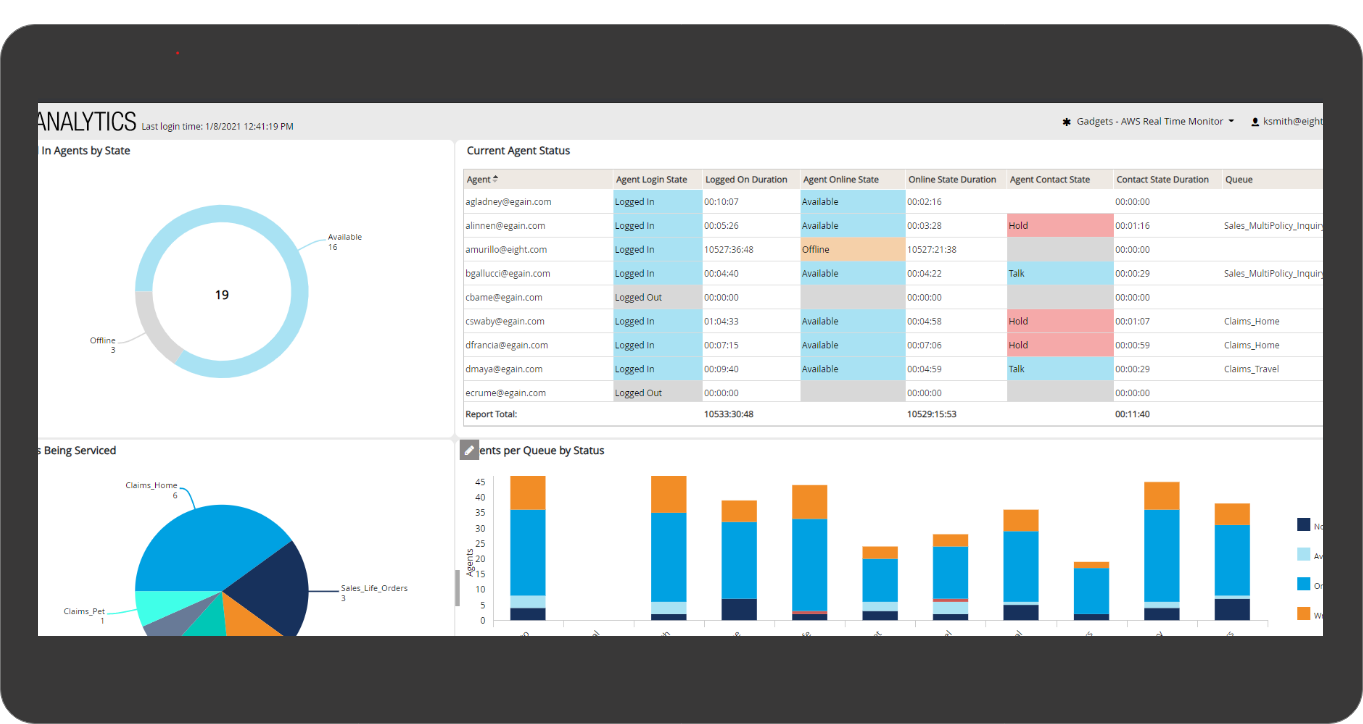 ANALYTICS Last login time: 1/8/2021 12:41:19 PM
Gadgets - AWS Real Time Monitor
ksmith@eight
In Agents by State
Available
16
19
Offline
3
Current Agent Status
Agent Agent Login State Logged On Duration Agent Online State Online State Duration Agent Contact State Contact State Duration Queue
agladney@egain.com Logged In 00:10:07 Available 00:02:16 00:00:00
alinnen@egain.com Logged In 00:05:26 Available 00:03:28 Hold 00:01:16 Sales_MultiPolicy_Inquiry
amurillo@eight.com Logged In 10527:36:48 Offline 10527:21:38 00:00:00
bgallucci@egain.com Logged In 00:04:40 Available 00:04:22 Talk 00:00:29 Sales_MultiPolicy_Inquiry
cbame@egain.com Logged Out 00:00:00 00:00:00 00:00:00
cswaby@egain.com Logged In 01:04:33 Available 00:04:58 Hold 00:01:07 Claims_Home
dfrancia@egain.com Logged In 00:07:15 Available 00:07:06 Hold 00:00:59 Claims_Home
dmaya@egain.com Logged In 00:09:40 Available 00:04:59 Talk 00:00:29 Claims_Travel
ecrume@egain.com Logged Out 00:00:00 00:00:00 00:00:00
Report Total: 10533:30:48 10529:15:53 00:11:40
s Being Serviced
Claims_Home
6
Sales_Life_Orders
3
Claims_Pet
1
ents per Queue by Status
Agents
45
40
35
30
25
20
15
10
5
0
No
Av
On